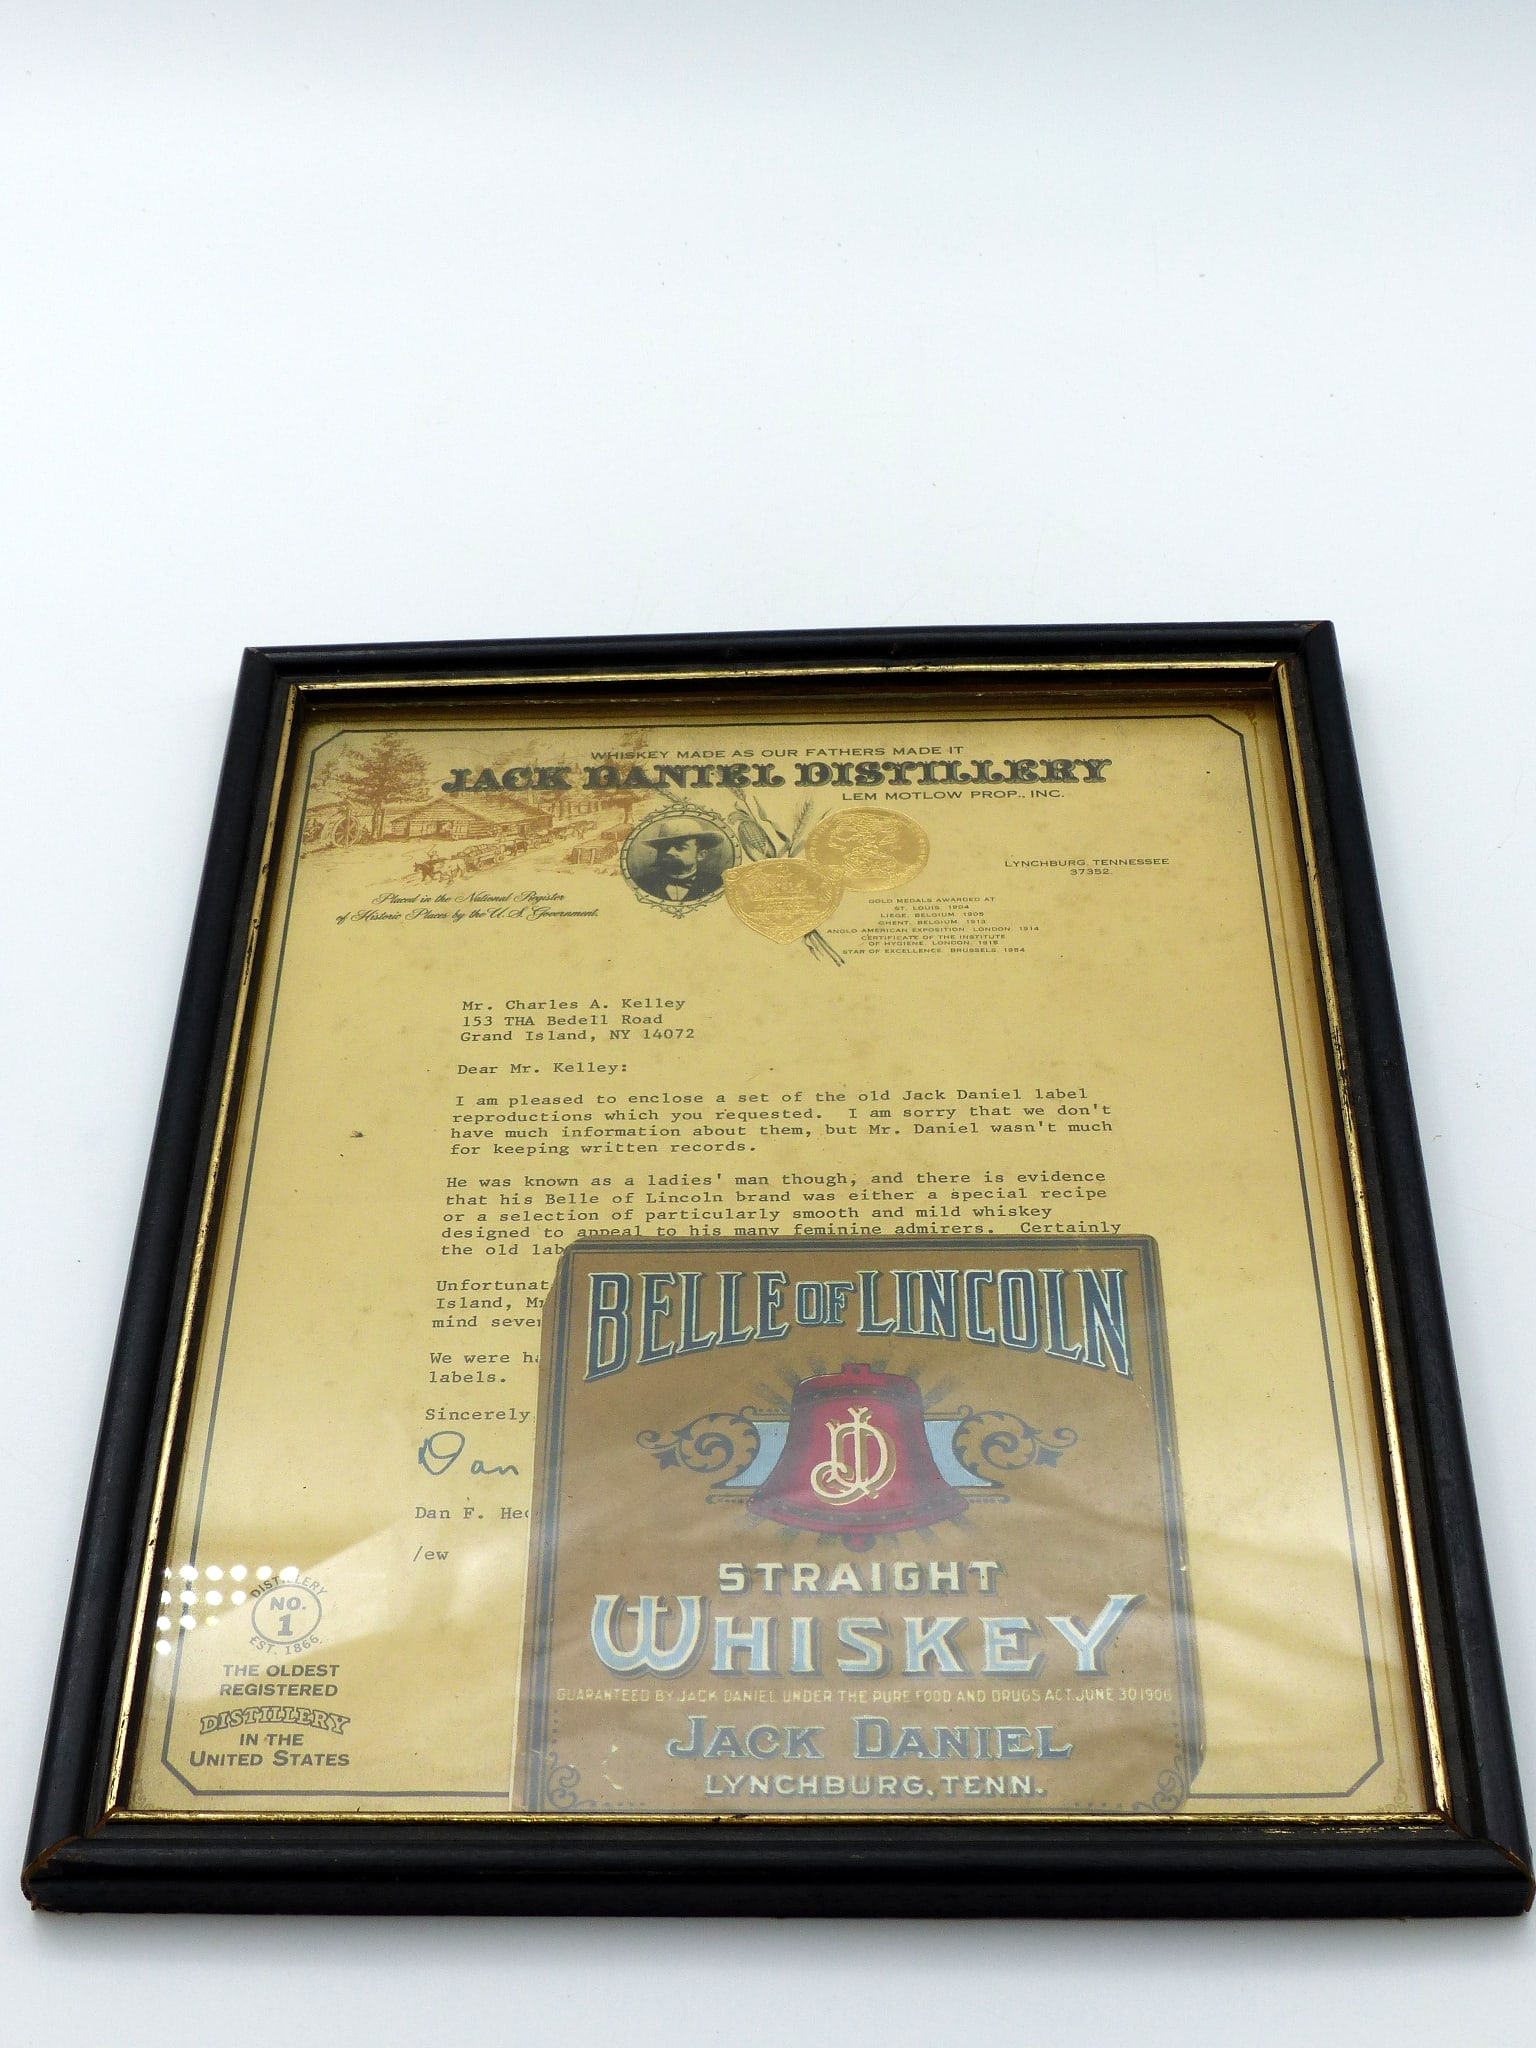 WHISKEY MADE AS OUR FATHERS MADE IT
JACK DANIEL DISTILLERY
LEM MOTLOW PROP., INC.
LYNCHBURG, TENNESSEE
37352
Placed in the National Register
of Historic Places by the U.S. Government.
GOLD MEDALS AWARDED AT
ST. LOUIS, 1904
LIEGE, BELGIUM, 1905
GHENT, BELGIUM, 1913
ANGLO AMERICAN EXPOSITION, LONDON, 1914
CERTIFICATE OF THE INSTITUTE
OF HYGIENE, LONDON, 1915
STAR OF EXCELLENCE, BRUSSELS, 1954
Mr. Charles A. Kelley
153 THA Bedell Road
Grand Island, NY 14072
Dear Mr. Kelley:
I am pleased to enclose a set of the old Jack Daniel label
reproductions which you requested. I am sorry that we don't
have much information about them, but Mr. Daniel wasn't much
for keeping written records.
He was known as a ladies' man though, and there is evidence
that his Belle of Lincoln brand was either a special recipe
or a selection of particularly smooth and mild whiskey
designed to appeal to his many feminine admirers. Certainly
the old lab
Unfortunat
Island, Mr
mind seve
We were ha
labels.
Sincerely
Dan
Dan F. Hec
/ew
DISTILLERY
NO.
1
EST. 1866
THE OLDEST
REGISTERED
DISTILLERY
IN THE
UNITED STATES
BELLE OF LINCOLN
JD
STRAIGHT
WHISKEY
GUARANTEED BY JACK DANIEL UNDER THE PURE FOOD AND DRUGS ACT, JUNE 30 1906
JACK DANIEL
LYNCHBURG, TENN.